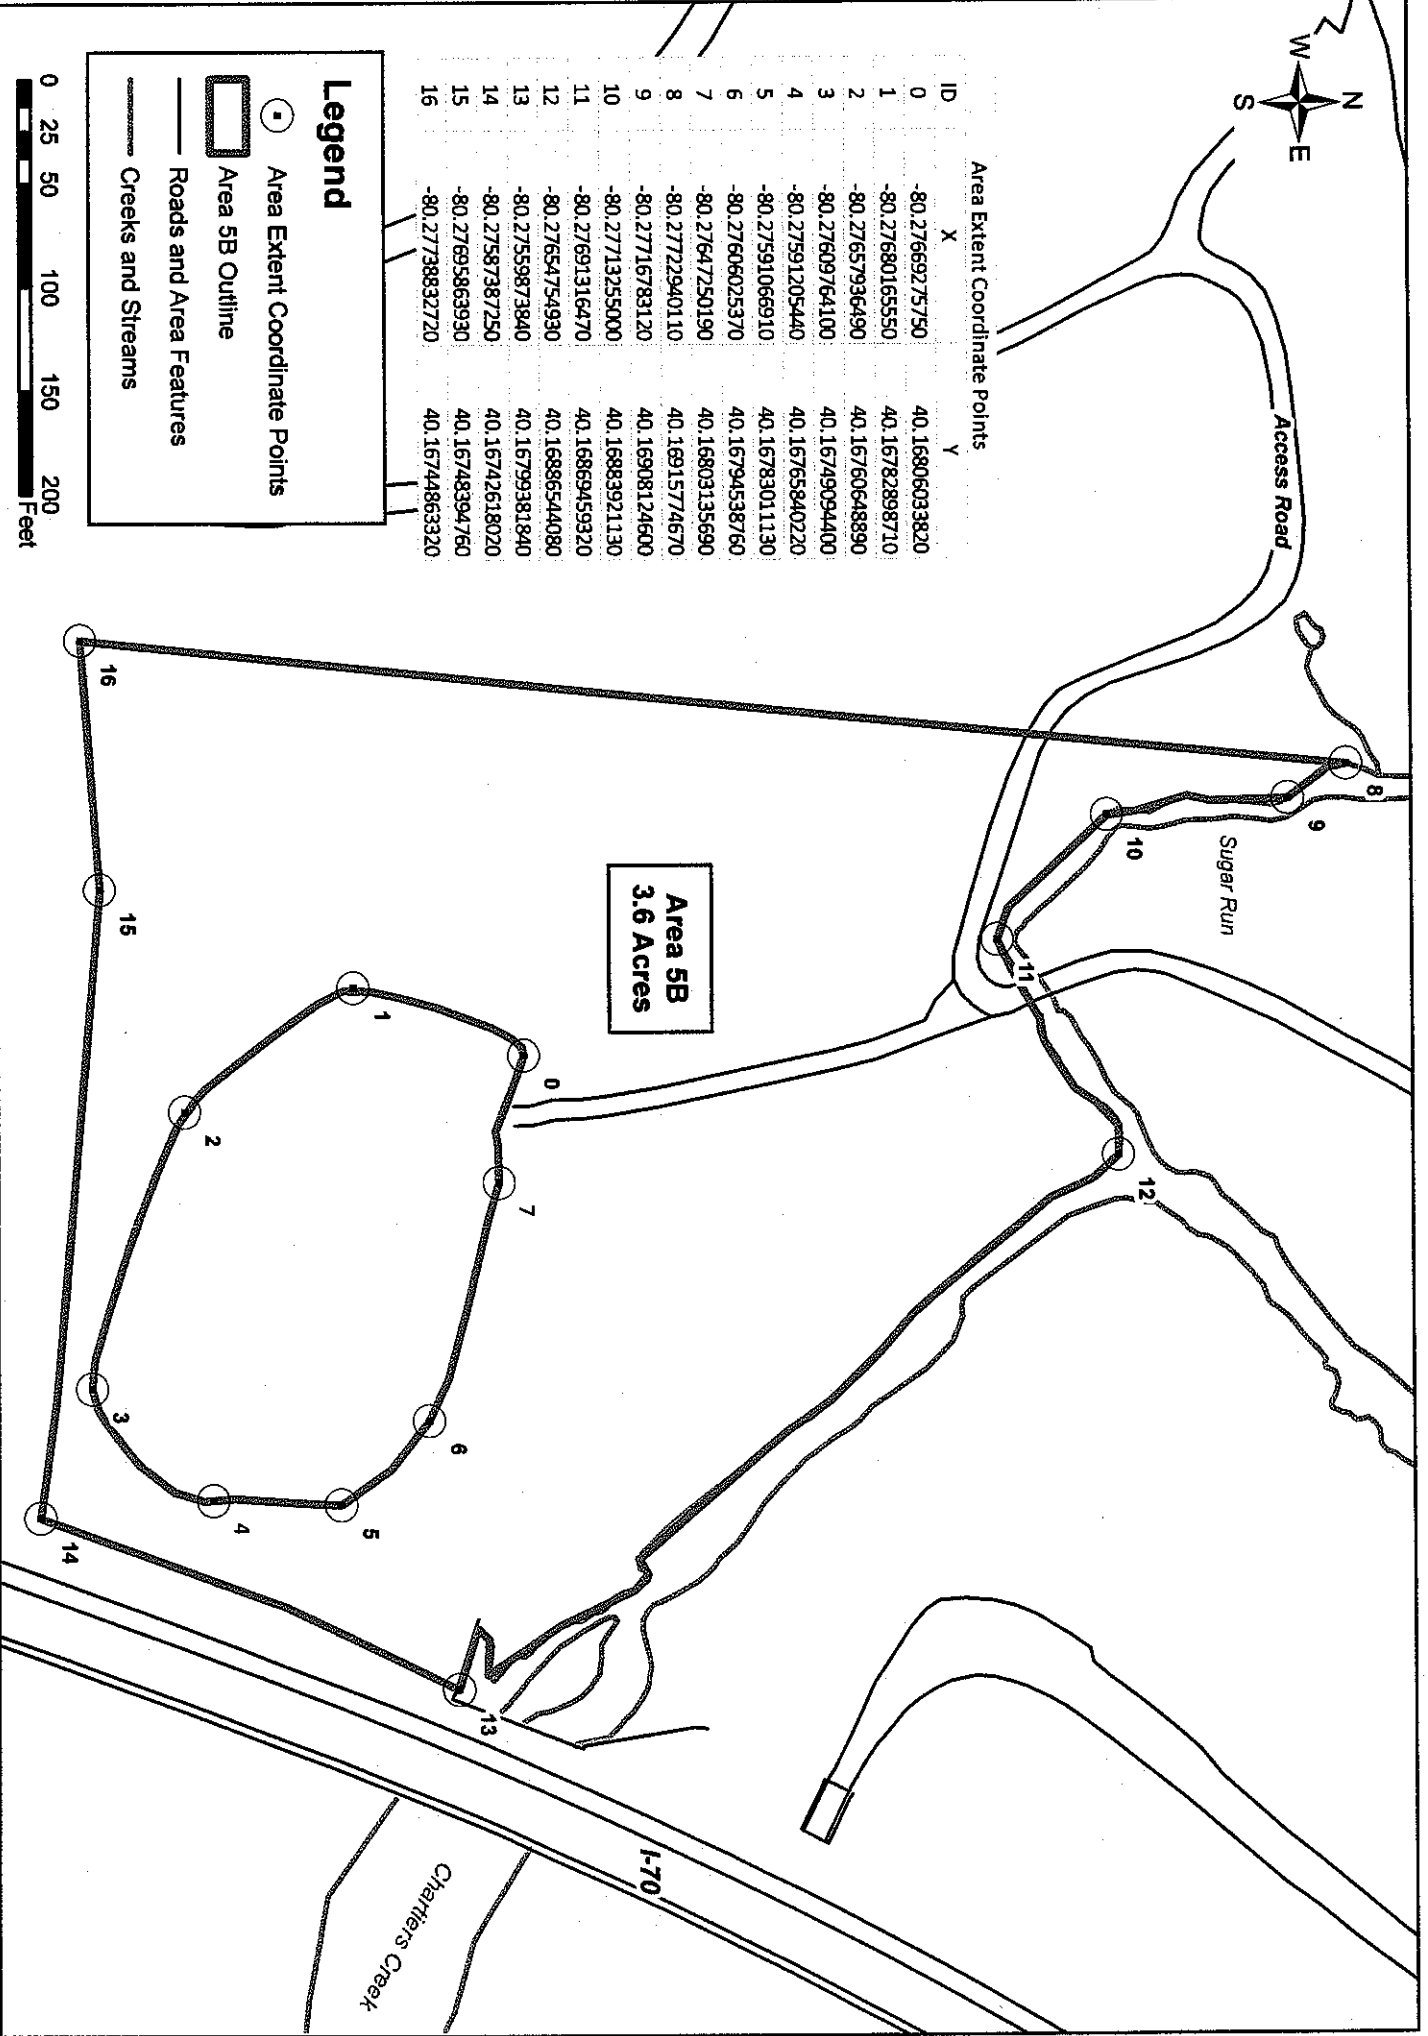 N
W
E
S
Access Road
Area Extent Coordinate Points
ID X Y
0 -80.27669275750 40.16806033820
1 -80.27680165550 40.16782898710
2 -80.27657936490 40.16760648890
3 -80.27609764100 40.16749094400
4 -80.27591205440 40.16765840220
5 -80.27591066910 40.16783011130
6 -80.27606025370 40.16794538760
7 -80.27647250190 40.16803135690
8 -80.27722940110 40.16915774670
9 -80.27716783120 40.16908124600
10 -80.27713255000 40.16883921130
11 -80.27691316470 40.16869459320
12 -80.27654754930 40.16886544080
13 -80.27559873840 40.16799381840
14 -80.27587387250 40.16742618020
15 -80.27695863930 40.16748394760
16 -80.27738832720 40.16744863320
Legend
Area Extent Coordinate Points
Area 5B Outline
Roads and Area Features
Creeks and Streams
0 25 50 100 150 200
Feet
8
9
Sugar Run
10
11
12
Area 5B
3.6 Acres
0
7
1
2
6
5
3
4
16
15
14
13
I-70
Chartiers Creek